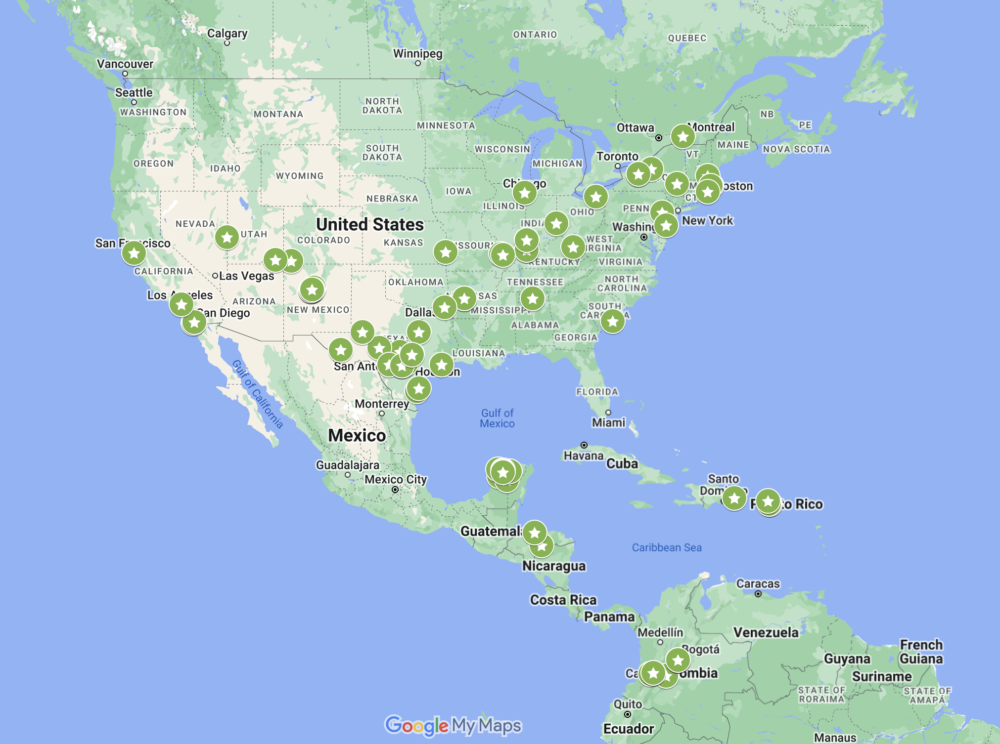 Calgary
ONTARIO
QUEBEC
Winnipeg
Vancouver
Seattle
WASHINGTON
MONTANA
NORTH
DAKOTA
MINNESOTA
Ottawa
Montreal
NB
PE
MAINE
NOVA SCOTIA
OREGON
IDAHO
WYOMING
SOUTH
DAKOTA
WISCONSIN
MICHIGAN
Toronto
VT
IOWA
NEBRASKA
ILLINOIS
OHIO
PENN
CT
New York
NEVADA
UTAH
United States
COLORADO
KANSAS
WEST
VIRGINIA
KENTUCKY
CALIFORNIA
Las Vegas
ARIZONA
NEW MEXICO
OKLAHOMA
TENNESSEE
NORTH
CAROLINA
San Diego
Dallas
MISSISSIPPI
SOUTH
ALABAMA
GEORGIA
LOUISIANA
Gulf of California
Monterrey
FLORIDA
Miami
Gulf of
Mexico
Mexico
Havana
Cuba
Guadalajara
Mexico City
Santo
Guatemala
Caribbean Sea
Nicaragua
Caracas
Costa Rica
Panama
Medellín
Bogotá
Venezuela
French
Guiana
Guyana
Suriname
STATE OF
RORAIMA
STATE OF
AMAPÁ
Quito
Ecuador
Manaus
Google My Maps